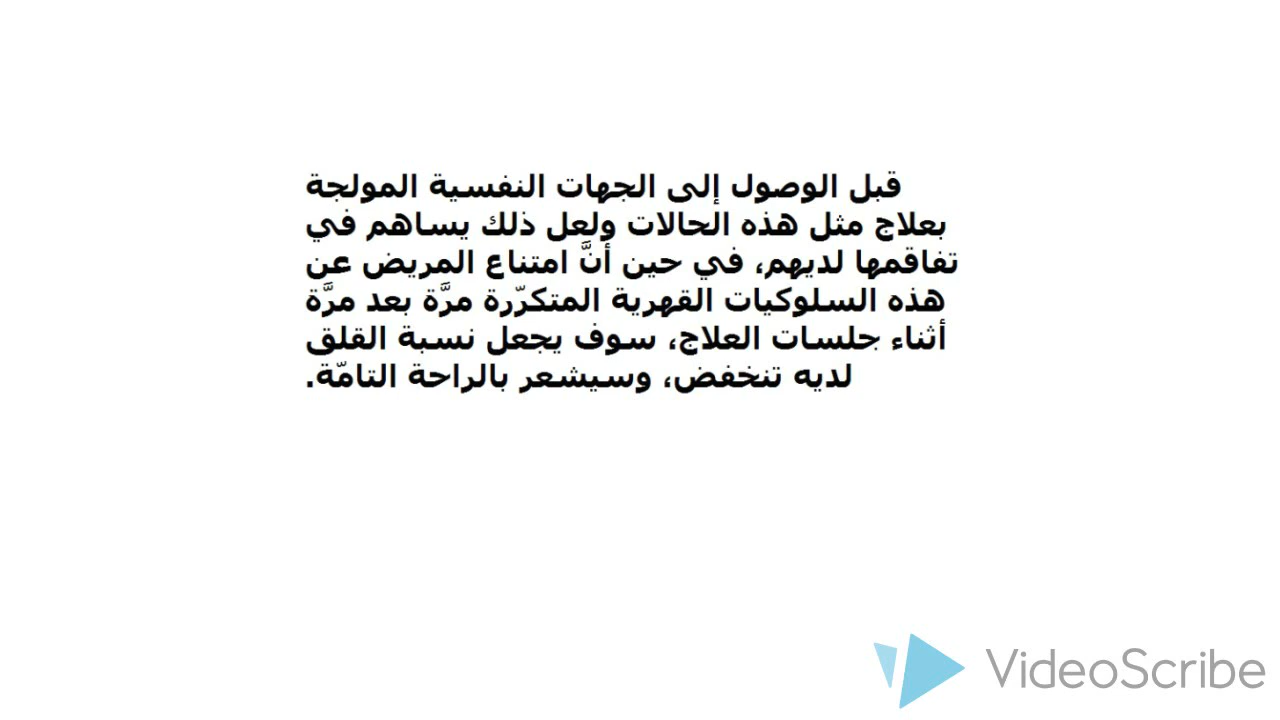 قبل الوصول إلى الجهات النفسية المولجة
بعلاج مثل هذه الحالات ولعل ذلك يساهم في
تفاقمها لديهم، في حين أنَّ امتناع المريض عن
هذه السلوكيات القهرية المتكرّرة مرَّة بعد مرَّة
أثناء جلسات العلاج، سوف يجعل نسبة القلق
لديه تنخفض، وسيشعر بالراحة التامّة.
VideoScribe